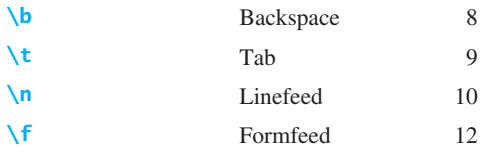 \b Backspace 8
\t Tab 9
\n Linefeed 10
\f Formfeed 12